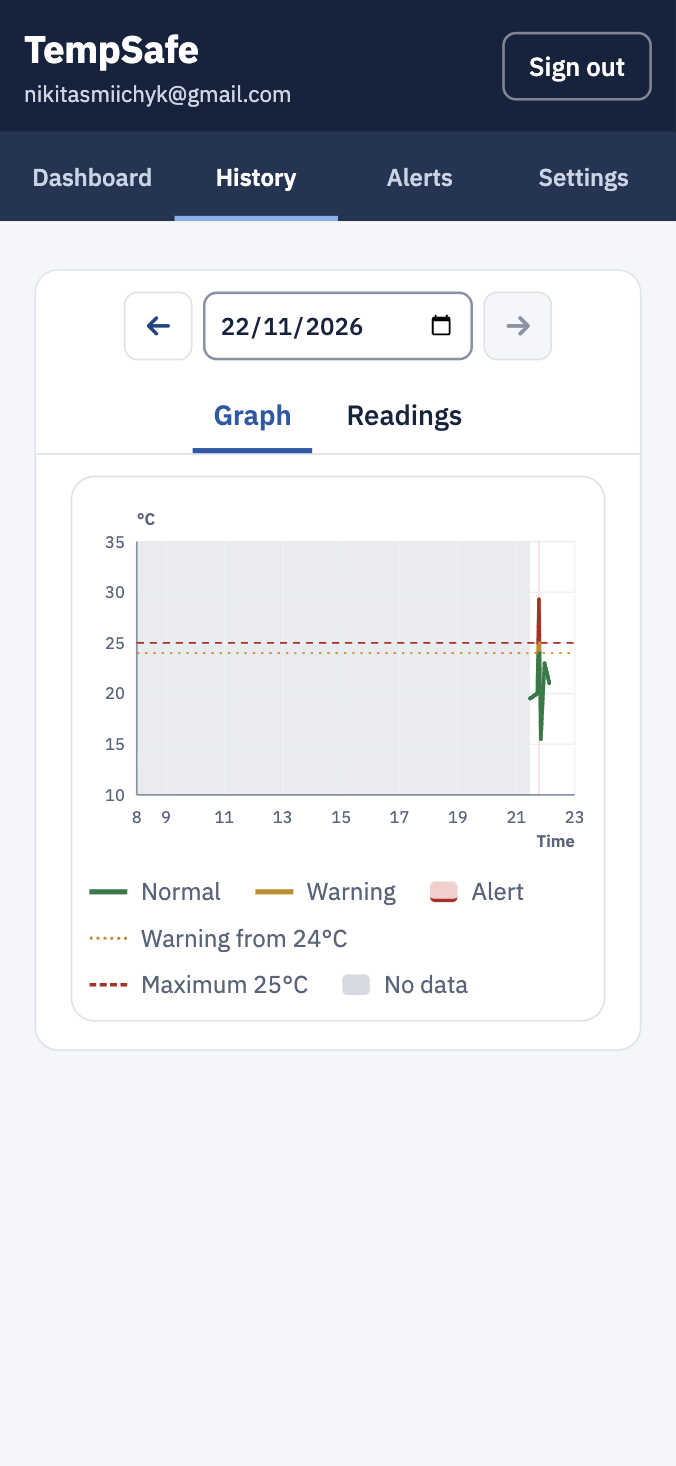 TempSafe
nikitasmiichyk@gmail.com
Sign out
Dashboard History Alerts Settings
22/11/2026
Graph Readings
°C
35
30
25
20
15
10
8 9 11 13 15 17 19 21 23
Time
Normal Warning Alert
Warning from 24°C
Maximum 25°C No data